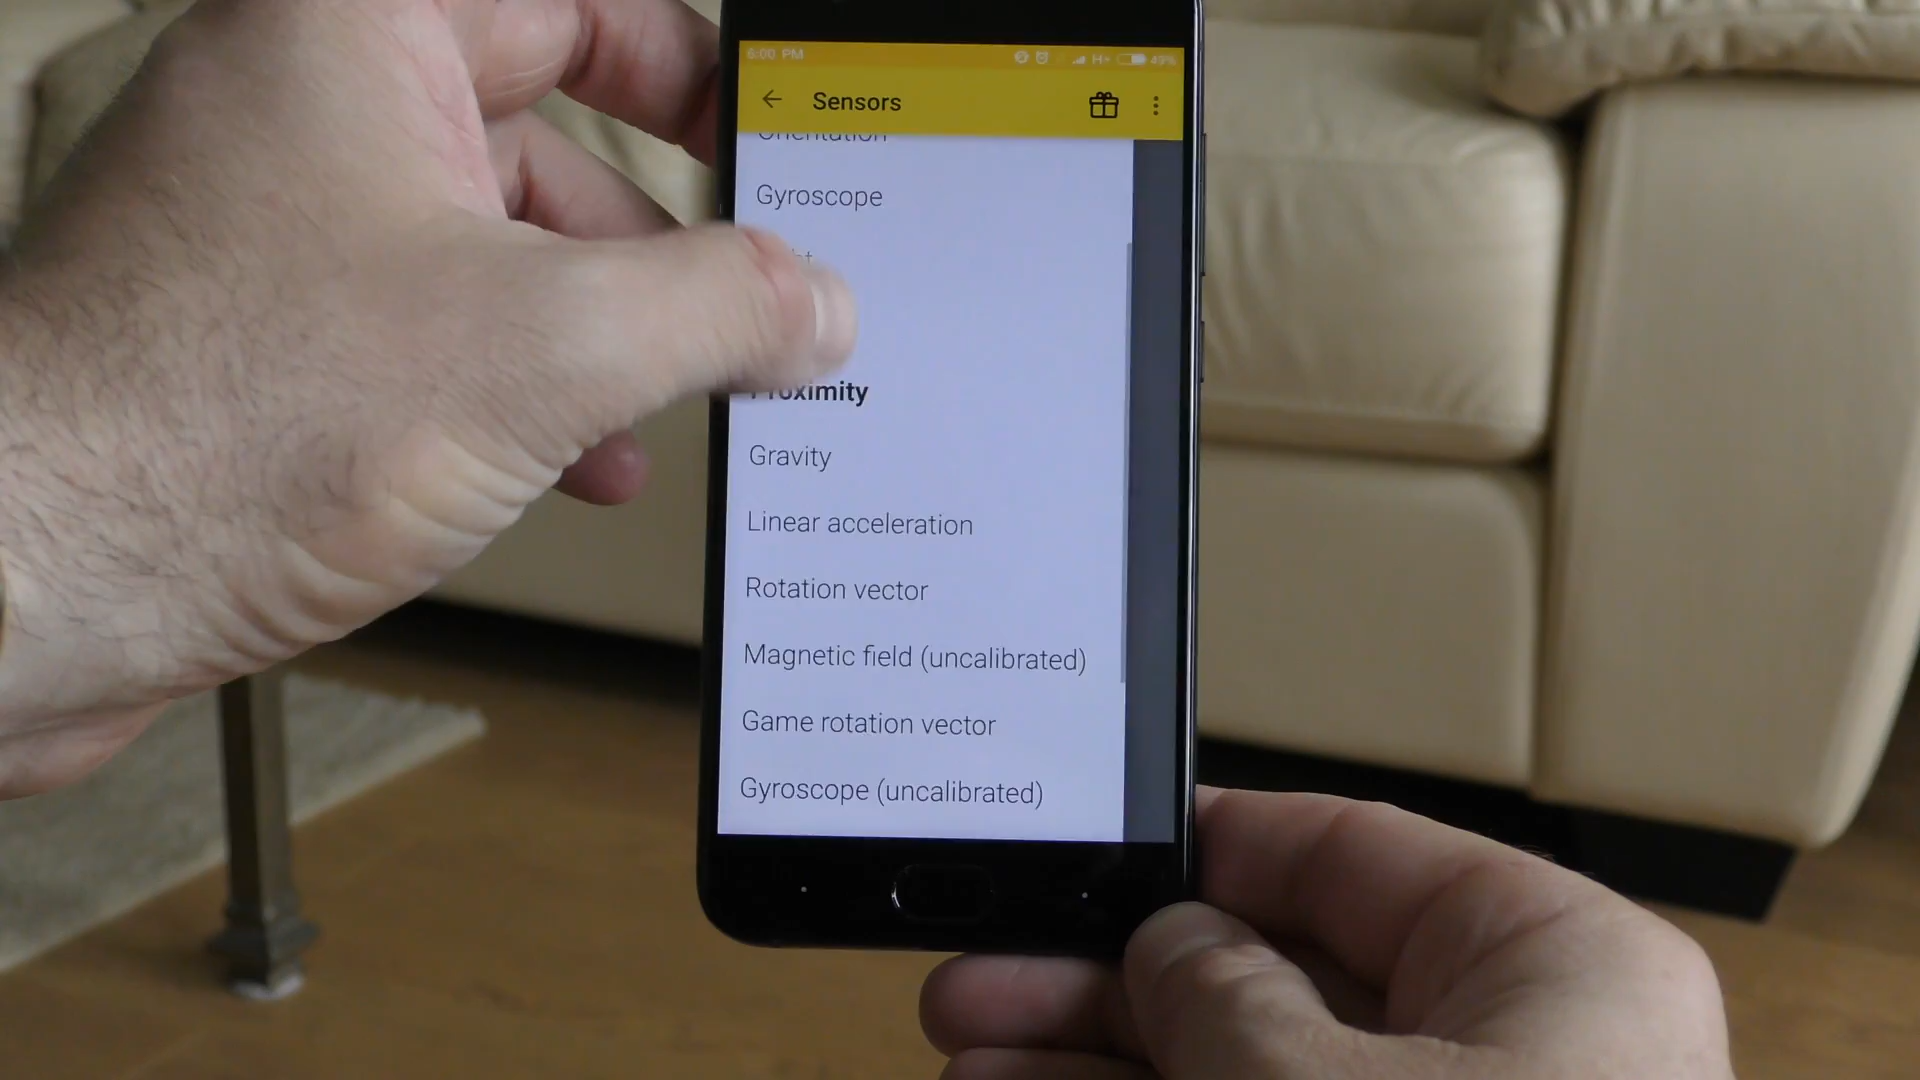 6:00 PM H+ 49%
Sensors
Orientation
Gyroscope
Proximity
Gravity
Linear acceleration
Rotation vector
Magnetic field (uncalibrated)
Game rotation vector
Gyroscope (uncalibrated)